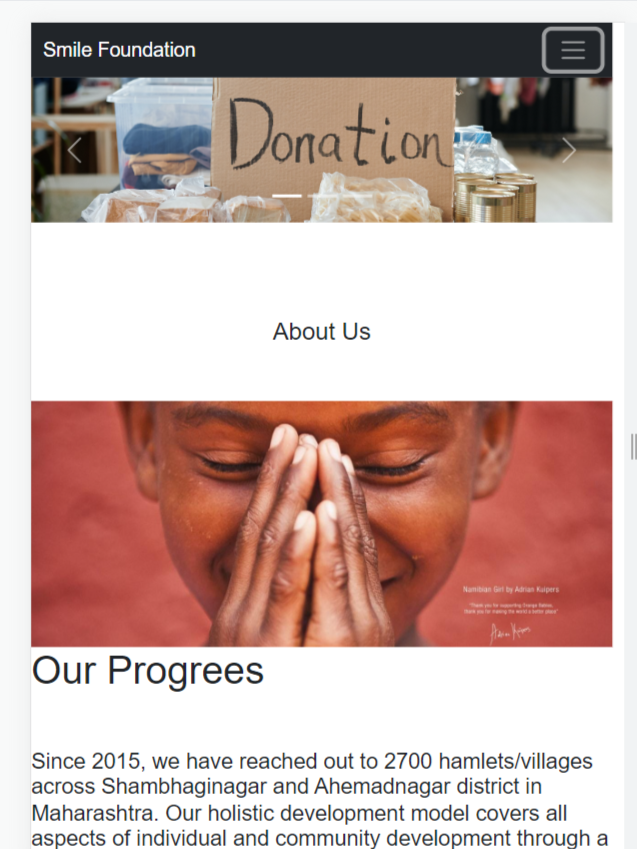 Smile Foundation
Donation
About Us
Namibian Girl by Adrian Kuipers
"Thank you for supporting Orange Babies,
thank you for making the world a better place"
Our Progrees
Since 2015, we have reached out to 2700 hamlets/villages
across Shambhaginagar and Ahemadnagar district in
Maharashtra. Our holistic development model covers all
aspects of individual and community development through a